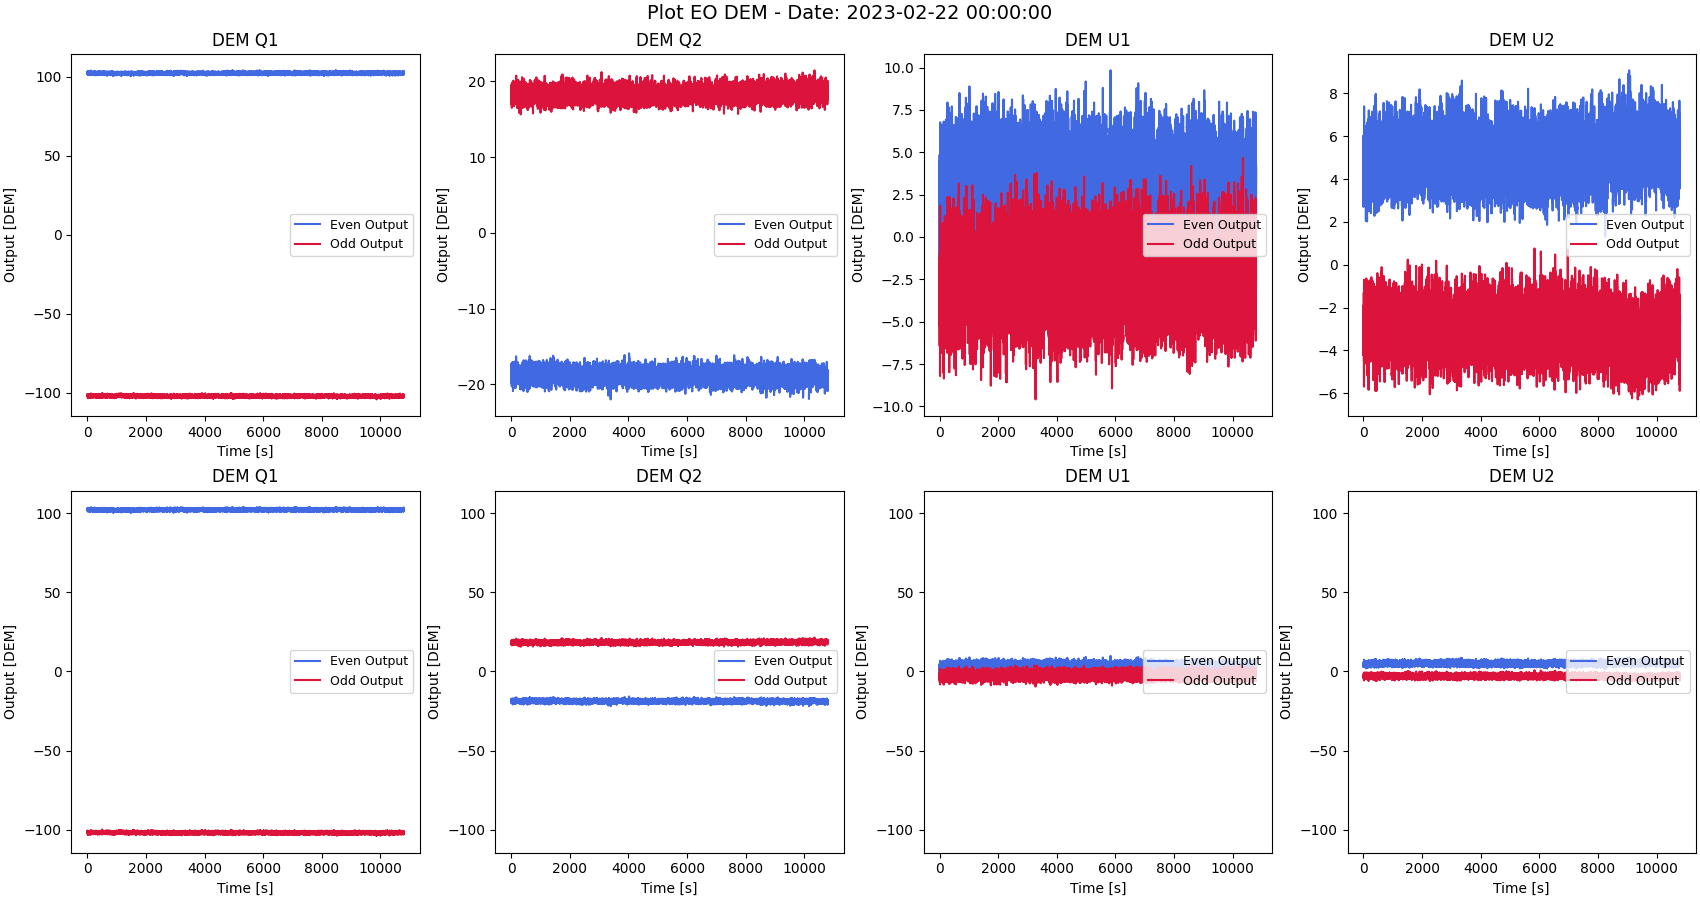 Plot EO DEM - Date: 2023-02-22 00:00:00
DEM Q1
Output [DEM]
100
50
0
−50
−100
Even Output
Odd Output
0 2000 4000 6000 8000 10000
Time [s]
DEM Q2
Output [DEM]
20
10
0
−10
−20
Even Output
Odd Output
0 2000 4000 6000 8000 10000
Time [s]
DEM U1
Output [DEM]
10.0
7.5
5.0
2.5
0.0
−2.5
−5.0
−7.5
−10.0
Even Output
Odd Output
0 2000 4000 6000 8000 10000
Time [s]
DEM U2
Output [DEM]
8
6
4
2
0
−2
−4
−6
Even Output
Odd Output
0 2000 4000 6000 8000 10000
Time [s]
DEM Q1
Output [DEM]
100
50
0
−50
−100
Even Output
Odd Output
0 2000 4000 6000 8000 10000
Time [s]
DEM Q2
Output [DEM]
100
50
0
−50
−100
Even Output
Odd Output
0 2000 4000 6000 8000 10000
Time [s]
DEM U1
Output [DEM]
100
50
0
−50
−100
Even Output
Odd Output
0 2000 4000 6000 8000 10000
Time [s]
DEM U2
Output [DEM]
100
50
0
−50
−100
Even Output
Odd Output
0 2000 4000 6000 8000 10000
Time [s]